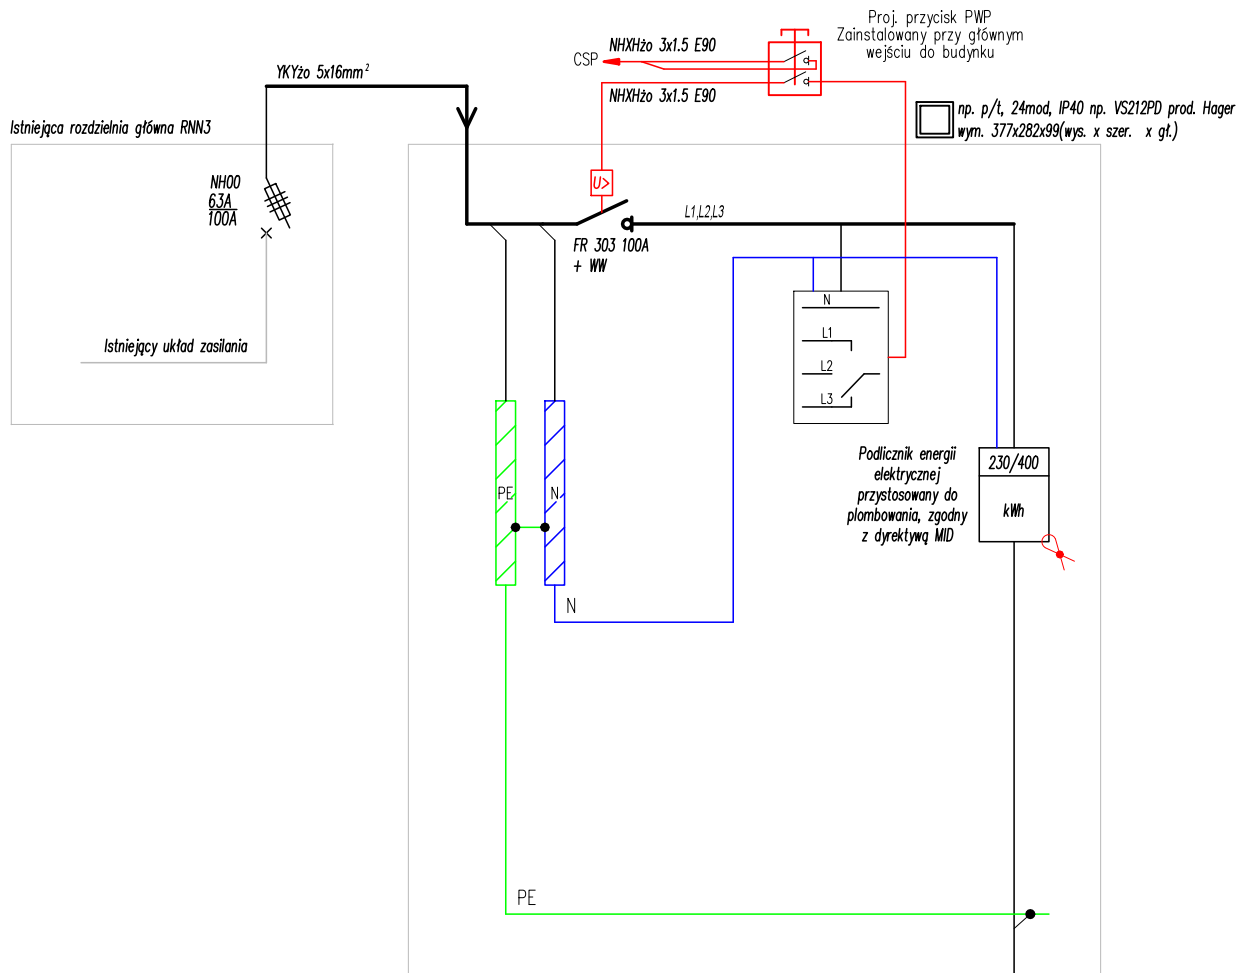 Proj. przycisk PWP
Zainstalowany przy głównym
wejściu do budynku
NHXHżo 3x1.5 E90
CSP
NHXHżo 3x1.5 E90
YKYżo 5x16mm²
np. p/t, 24mod, IP40 np. VS212PD prod. Hager
wym. 377x282x99(wys. x szer. x gł.)
Istniejąca rozdzielnia główna RNN3
NH00
63A
100A
U>
L1,L2,L3
FR 303 100A
+ WW
Istniejący układ zasilania
N
L1
L2
L3
Podlicznik energii
elektrycznej
przystosowany do
plombowania, zgodny
z dyrektywą MID
230/400
kWh
PE
N
N
PE